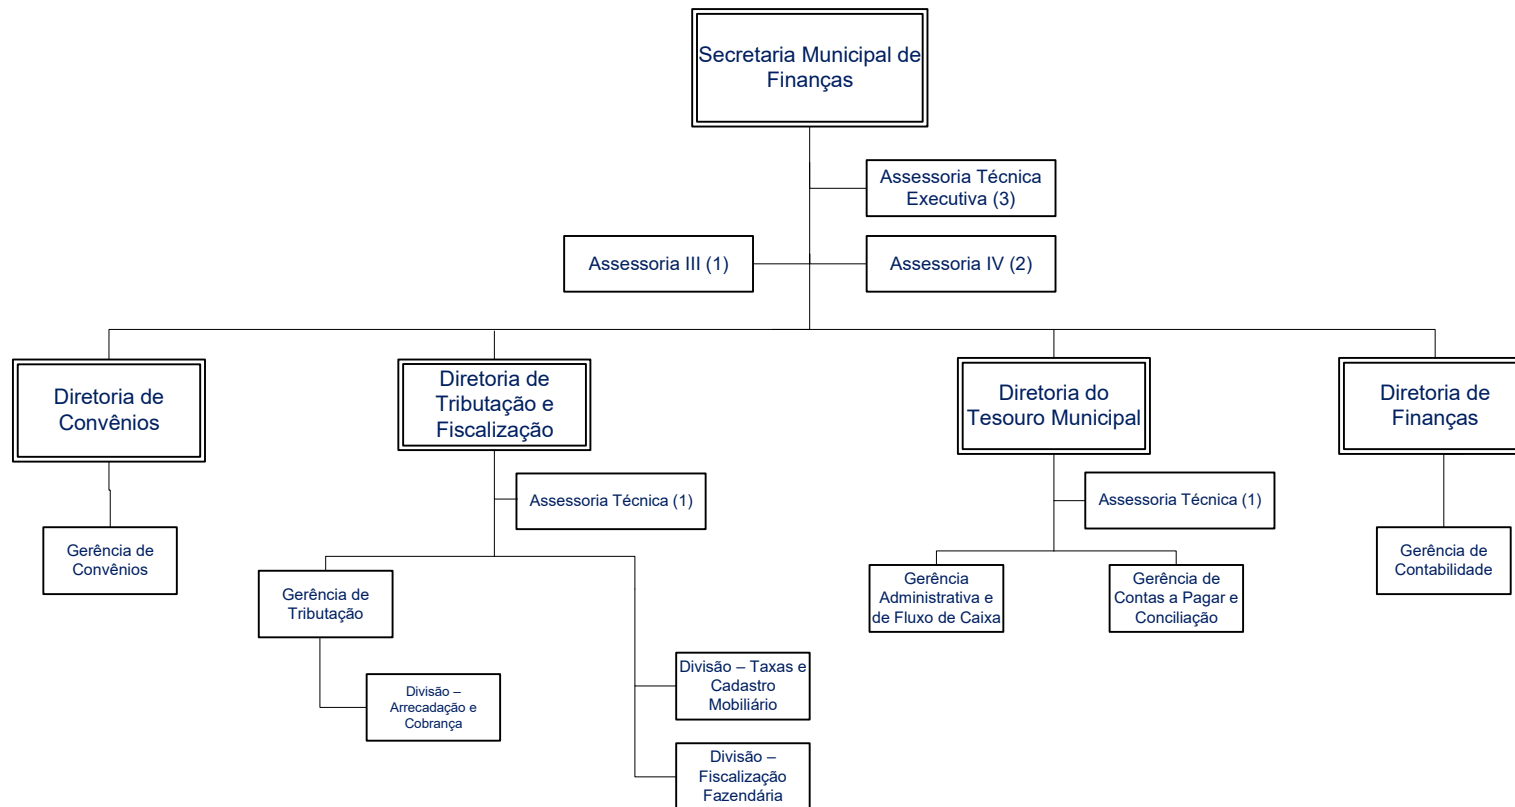 Secretaria Municipal de
Finanças
Assessoria Técnica
Executiva (3)
Assessoria III (1)
Assessoria IV (2)
Diretoria de
Convênios
Diretoria de
Tributação e
Fiscalização
Diretoria do
Tesouro Municipal
Diretoria de
Finanças
Assessoria Técnica (1)
Assessoria Técnica (1)
Gerência de
Convênios
Gerência de
Tributação
Gerência
Administrativa e
de Fluxo de Caixa
Gerência de
Contas a Pagar e
Conciliação
Gerência de
Contabilidade
Divisão –
Arrecadação e
Cobrança
Divisão – Taxas e
Cadastro
Mobiliário
Divisão –
Fiscalização
Fazendária